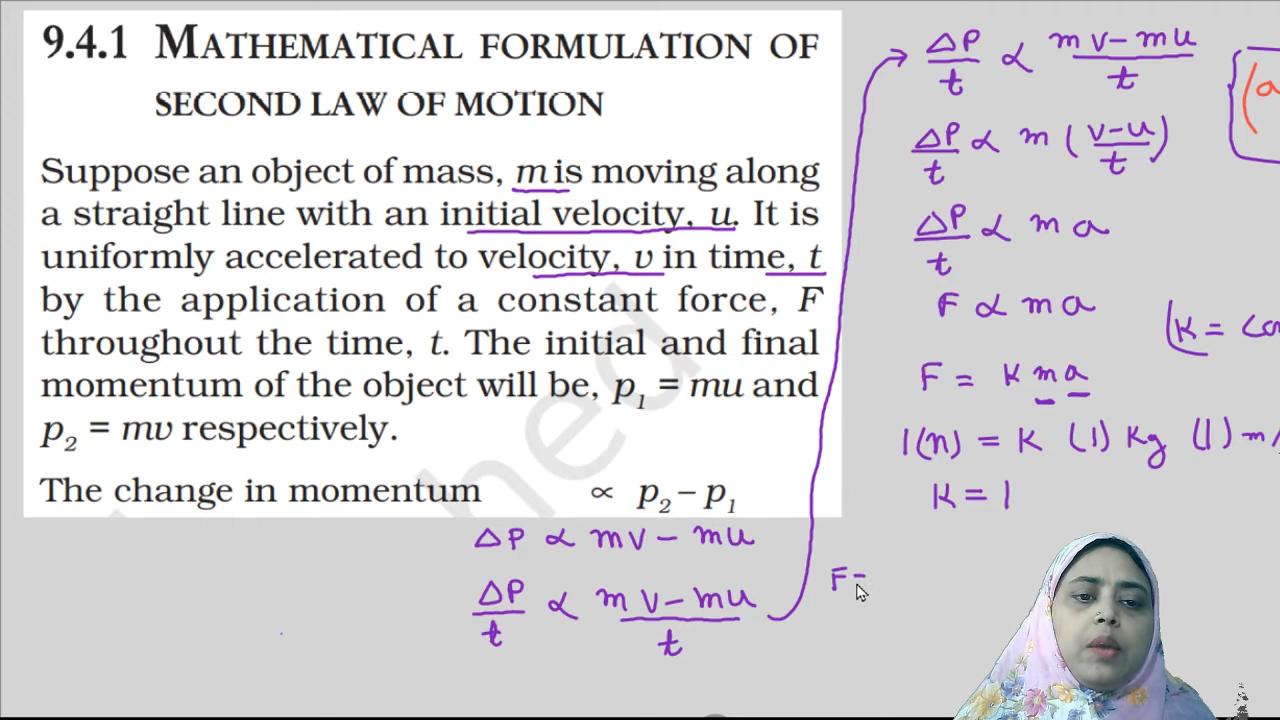 9.4.1 MATHEMATICAL FORMULATION OF
SECOND LAW OF MOTION
Suppose an object of mass, m is moving along
a straight line with an initial velocity, u. It is
uniformly accelerated to velocity, v in time, t
by the application of a constant force, F
throughout the time, t. The initial and final
momentum of the object will be, p₁ = mu and
p₂ = mv respectively.
The change in momentum ∝ p₂ – p₁
ΔP ∝ mv – mu
ΔP/t ∝ (mv – mu)/t
ΔP/t ∝ (mv – mu)/t
ΔP/t ∝ m ((v–u)/t)
ΔP/t ∝ ma
F ∝ ma
F = K m a
1(n) = K (1) Kg (1) m/
K = 1
F =
(a
(K = con
hed